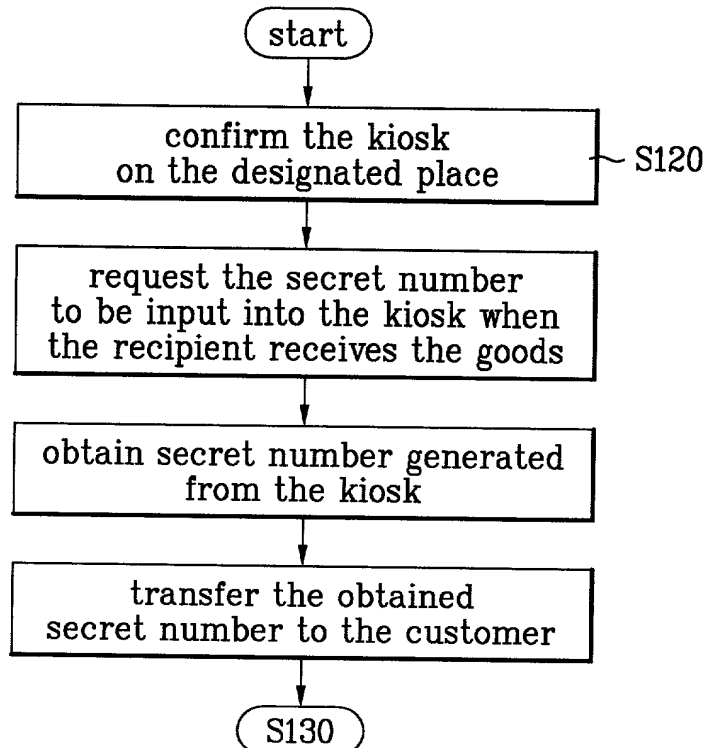 start
confirm the kiosk
on the designated place
S120
request the secret number
to be input into the kiosk when
the recipient receives the goods
obtain secret number generated
from the kiosk
transfer the obtained
secret number to the customer
S130